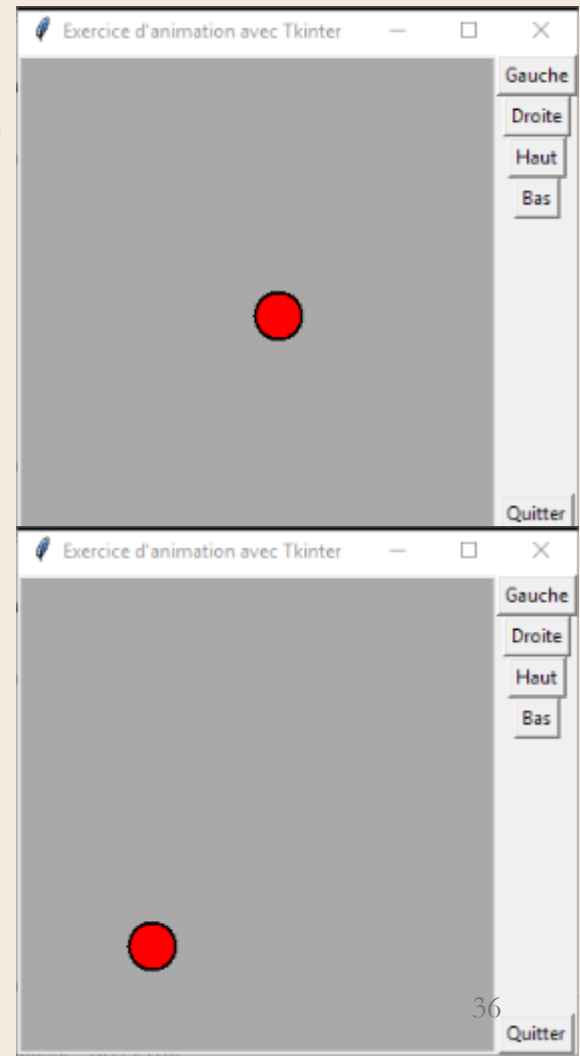 Exercice d'animation avec Tkinter
Gauche
Droite
Haut
Bas
Quitter
Exercice d'animation avec Tkinter
Gauche
Droite
Haut
Bas
36
Quitter